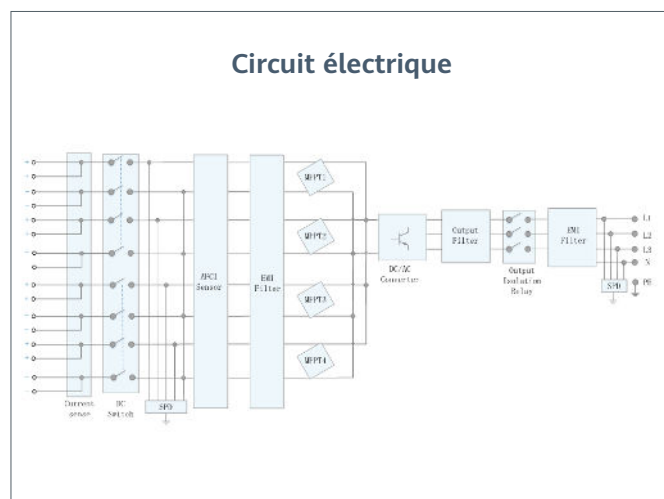 Circuit électrique
MPPT1
MPPT2
MPPT3
MPPT4
AFCI
Sensor
EMI
Filter
DC/AC
Converter
Output
Filter
Output
Isolation
Relay
EMI
Filter
L1
L2
L3
N
PE
SPD
Current
sense
DC
Switch
SPD